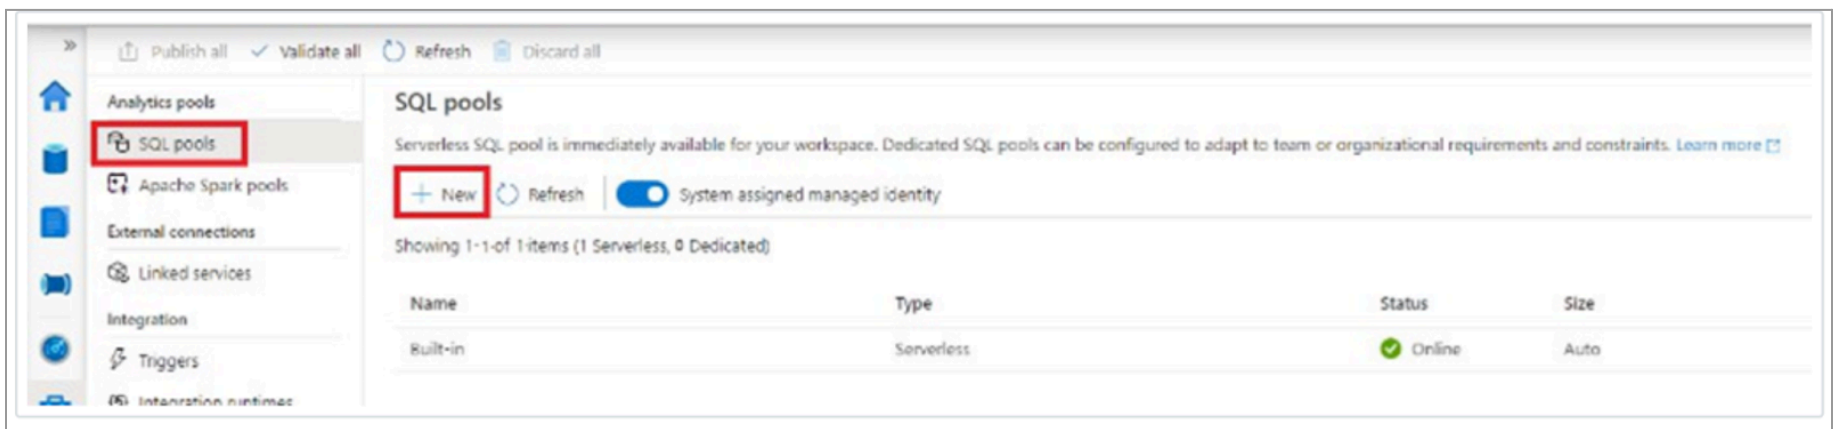 »
Publish all Validate all Refresh Discard all
Analytics pools
SQL pools
Apache Spark pools
External connections
Linked services
Integration
Triggers
Integration runtimes
SQL pools
Serverless SQL pool is immediately available for your workspace. Dedicated SQL pools can be configured to adapt to team or organizational requirements and constraints. Learn more
New Refresh System assigned managed identity
Showing 1-1 of 1 items (1 Serverless, 0 Dedicated)
Name Type Status Size
Built-in Serverless Online Auto